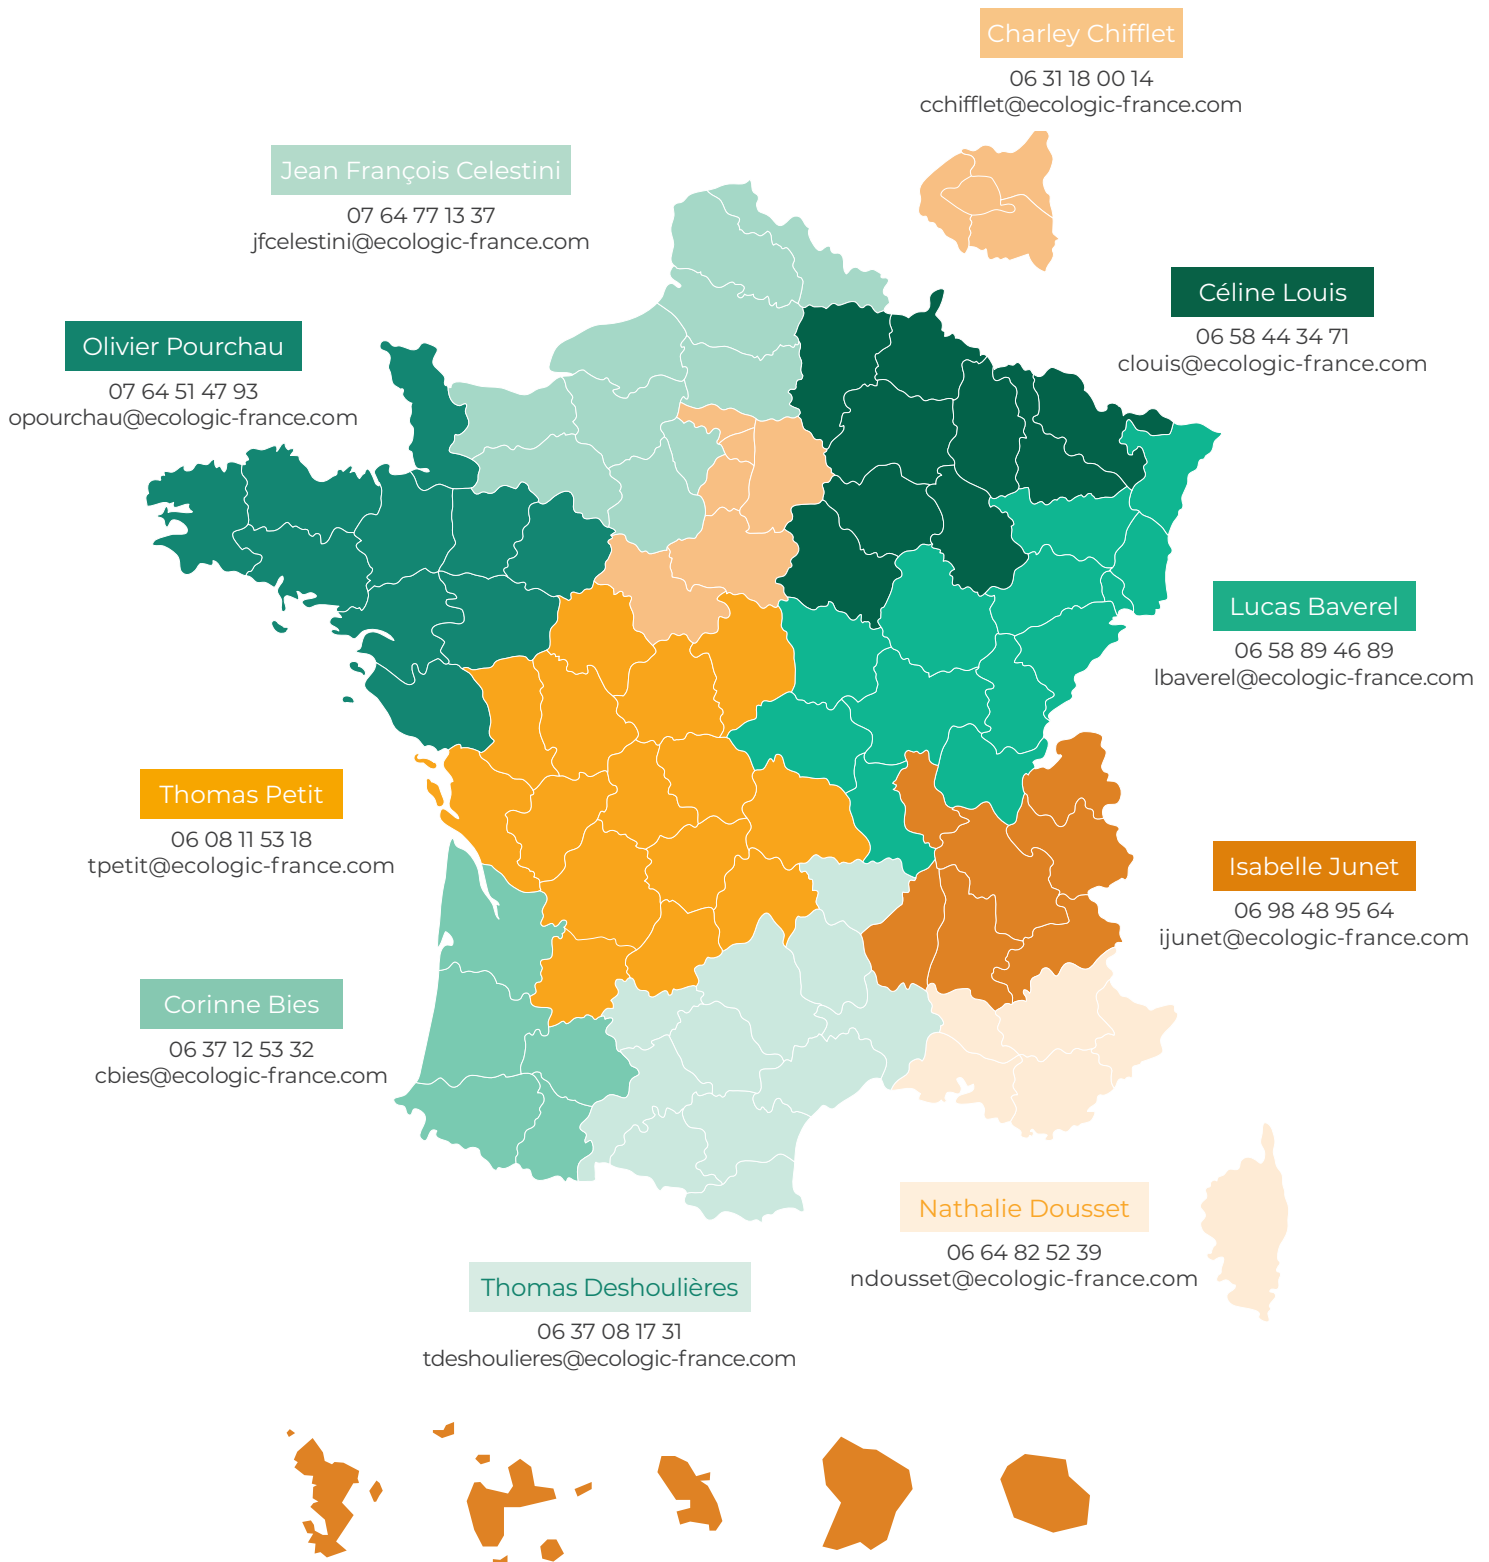 Charley Chifflet
06 31 18 00 14
cchifflet@ecologic-france.com
Jean François Celestini
07 64 77 13 37
jfcelestini@ecologic-france.com
Céline Louis
06 58 44 34 71
clouis@ecologic-france.com
Olivier Pourchau
07 64 51 47 93
opourchau@ecologic-france.com
Lucas Baverel
06 58 89 46 89
lbaverel@ecologic-france.com
Thomas Petit
06 08 11 53 18
tpetit@ecologic-france.com
Isabelle Junet
06 98 48 95 64
ijunet@ecologic-france.com
Corinne Bies
06 37 12 53 32
cbies@ecologic-france.com
Nathalie Dousset
06 64 82 52 39
ndousset@ecologic-france.com
Thomas Deshoulières
06 37 08 17 31
tdeshoulieres@ecologic-france.com